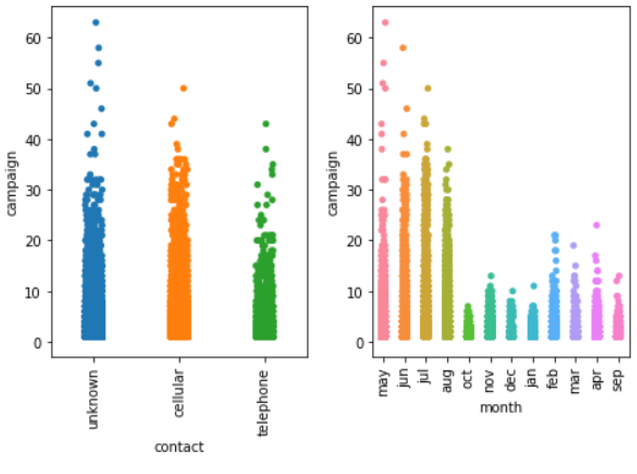 campaign
60
50
40
30
20
10
0
unknown
cellular
telephone
contact
campaign
60
50
40
30
20
10
0
may
jun
jul
aug
oct
nov
dec
jan
feb
mar
apr
sep
month